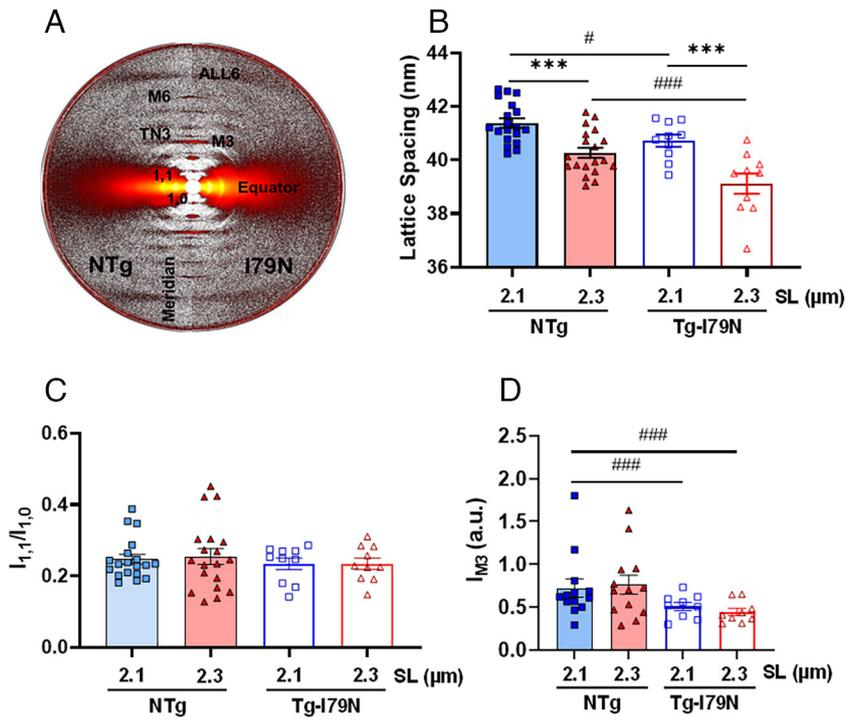 A
ALL6
M6
TN3
M3
1,1
Equator
1,0
NTg
I79N
Meridian
B
Lattice Spacing (nm)
44
42
40
38
36
#
***
***
###
2.1 2.3 2.1 2.3 SL (μm)
NTg Tg-I79N
C
I1,1/I1,0
0.6
0.4
0.2
0.0
2.1 2.3 2.1 2.3 SL (μm)
NTg Tg-I79N
D
IM3 (a.u.)
2.5
2.0
1.5
1.0
0.5
0.0
###
###
2.1 2.3 2.1 2.3 SL (μm)
NTg Tg-I79N